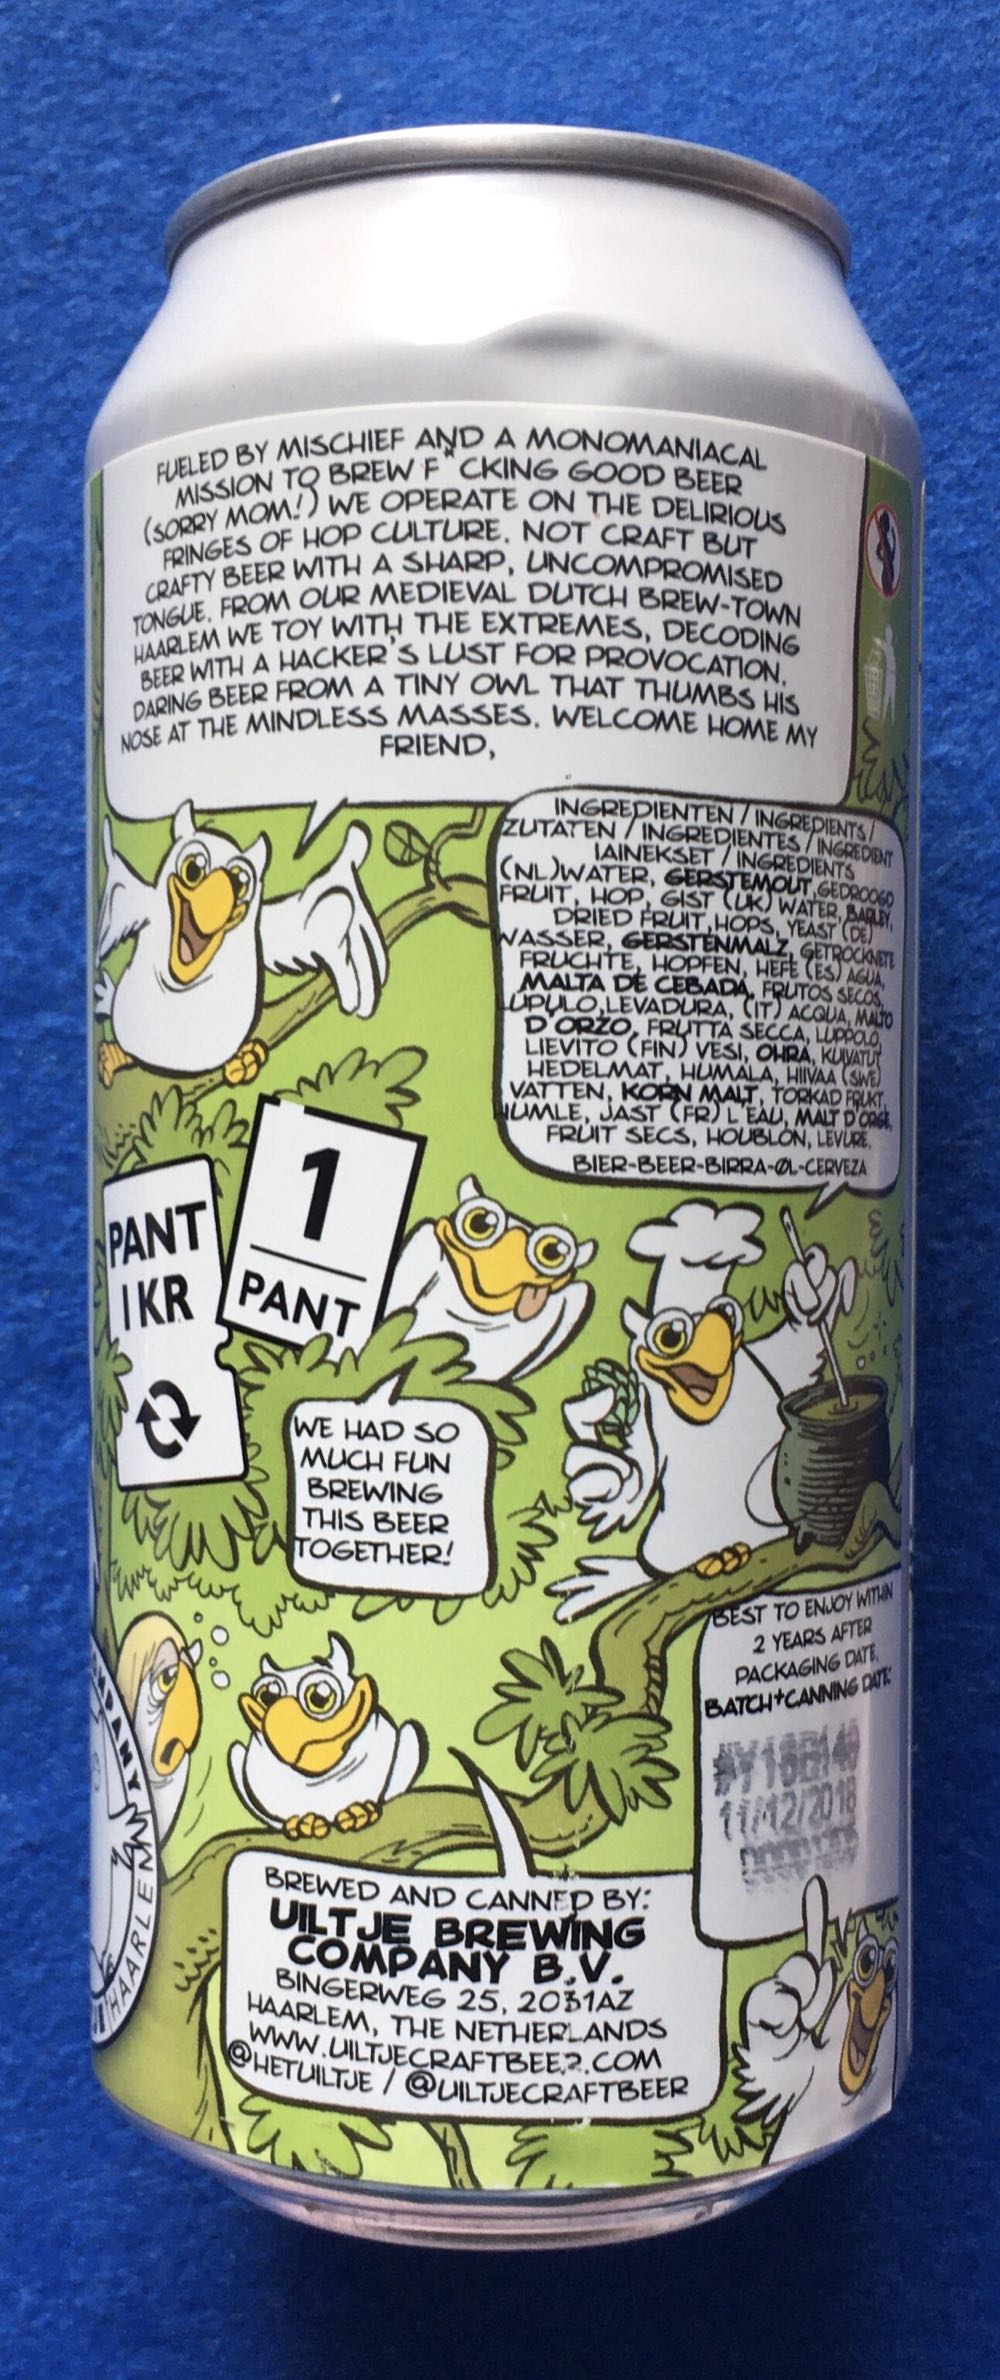 FUELED BY MISCHIEF AND A MONOMANIACAL
MISSION TO BREW F*CKING GOOD BEER
(SORRY MOM!) WE OPERATE ON THE DELIRIOUS
FRINGES OF HOP CULTURE. NOT CRAFT BUT
CRAFTY BEER WITH A SHARP, UNCOMPROMISED
TONGUE. FROM OUR MEDIEVAL DUTCH BREW-TOWN
HAARLEM WE TOY WITH THE EXTREMES, DECODING
BEER WITH A HACKER'S LUST FOR PROVOCATION.
DARING BEER FROM A TINY OWL THAT THUMBS HIS
NOSE AT THE MINDLESS MASSES. WELCOME HOME MY
FRIEND,
INGREDIENTEN / INGREDIENTS /
ZUTATEN / INGREDIENTES / INGREDIENT
IAINEKSET / INGREDIENTS
(NL)WATER, GERSTEMOUT, GEDROOGD
FRUIT, HOP, GIST (UK) WATER, BARLEY,
DRIED FRUIT, HOPS, YEAST (DE)
WASSER, GERSTENMALZ, GETROCKNETE
FRUCHTE, HOPFEN, HEFE (ES) AGUA,
MALTA DE CEBADA, FRUTOS SECOS,
LUPULO, LEVADURA, (IT) ACQUA, MALTO
D'ORZO, FRUTTA SECCA, LUPPOLO,
LIEVITO (FIN) VESI, OHRA, KUIVATUT
HEDELMAT, HUMALA, HIIVAA (SWE)
VATTEN, KORN MALT, TORKAD FRUKT,
HUMLE, JAST (FR) L'EAU, MALT D'ORGE,
FRUIT SECS, HOUBLON, LEVURE.
BIER-BEER-BIRRA-ØL-CERVEZA
PANT
1 KR
1
PANT
WE HAD SO
MUCH FUN
BREWING
THIS BEER
TOGETHER!
BEST TO ENJOY WITHIN
2 YEARS AFTER
PACKAGING DATE.
BATCH+CANNING DATE:
11/12/2018
BREWED AND CANNED BY:
UILTJE BREWING
COMPANY B.V.
BINGERWEG 25, 2031AZ
HAARLEM, THE NETHERLANDS
WWW.UILTJECRAFTBEER.COM
@HETUILTJE / @UILTJECRAFTBEER
HAARLEM